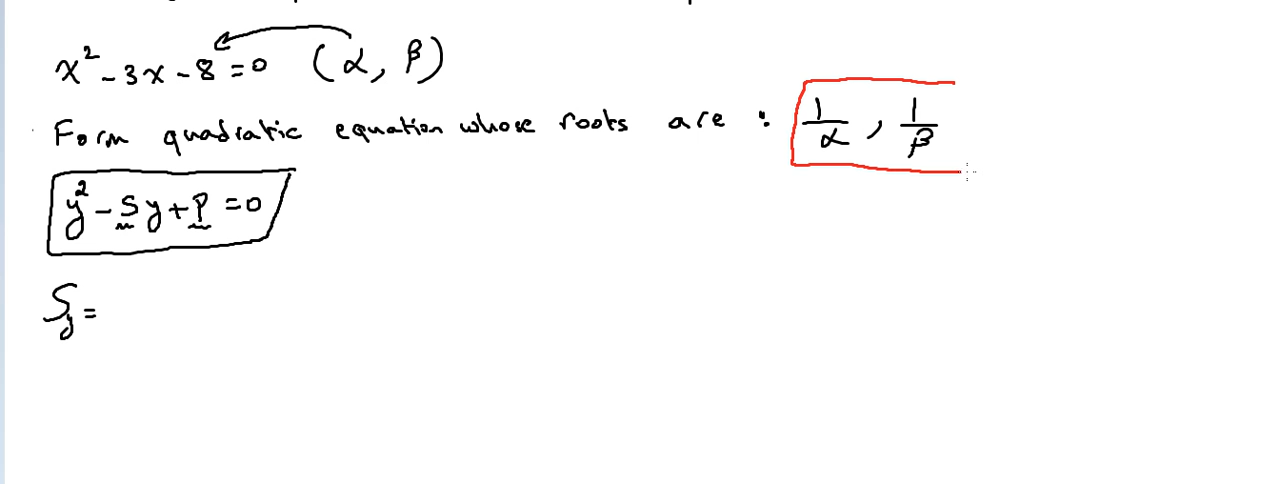 x² - 3x - 8 = 0 (α, β)
Form quadratic equation whose roots are : 1/α , 1/β
y² - Sy + P = 0
Sy =